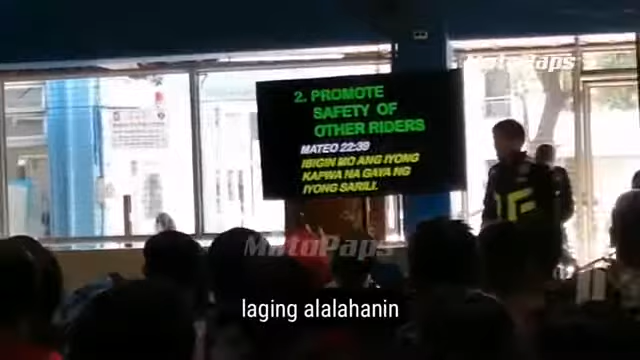 MotoPaps
2. PROMOTE
SAFETY OF
OTHER RIDERS
MATEO 22:39
IBIGIN MO ANG IYONG
KAPWA NA GAYA NG
IYONG SARILI.
MotoPaps
laging alalahanin